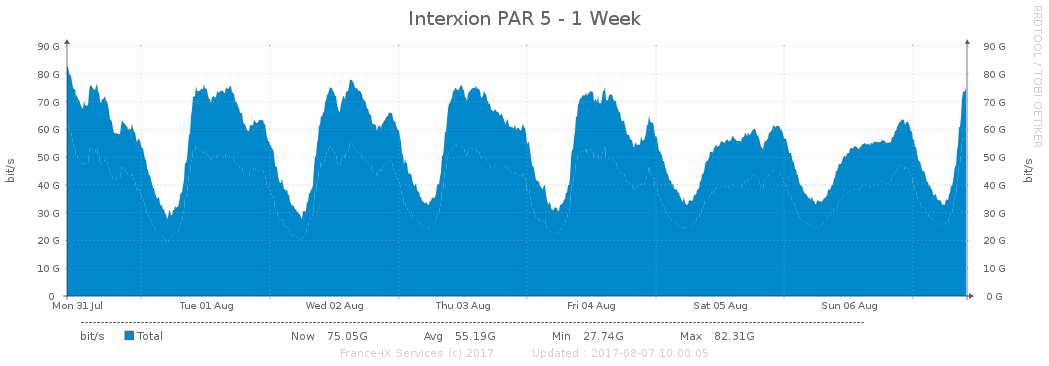 Interxion PAR 5 - 1 Week
RRDTOOL / TOBI OETIKER
90 G 90 G
80 G 80 G
70 G 70 G
60 G 60 G
50 G 50 G
40 G 40 G
30 G 30 G
20 G 20 G
10 G 10 G
0 0 G
bit/s bit/s
Mon 31 Jul Tue 01 Aug Wed 02 Aug Thu 03 Aug Fri 04 Aug Sat 05 Aug Sun 06 Aug
bit/s Total Now 75.05G Avg 55.19G Min 27.74G Max 82.31G
France-IX Services (c) 2017 Updated : 2017-08-07 10:00:05